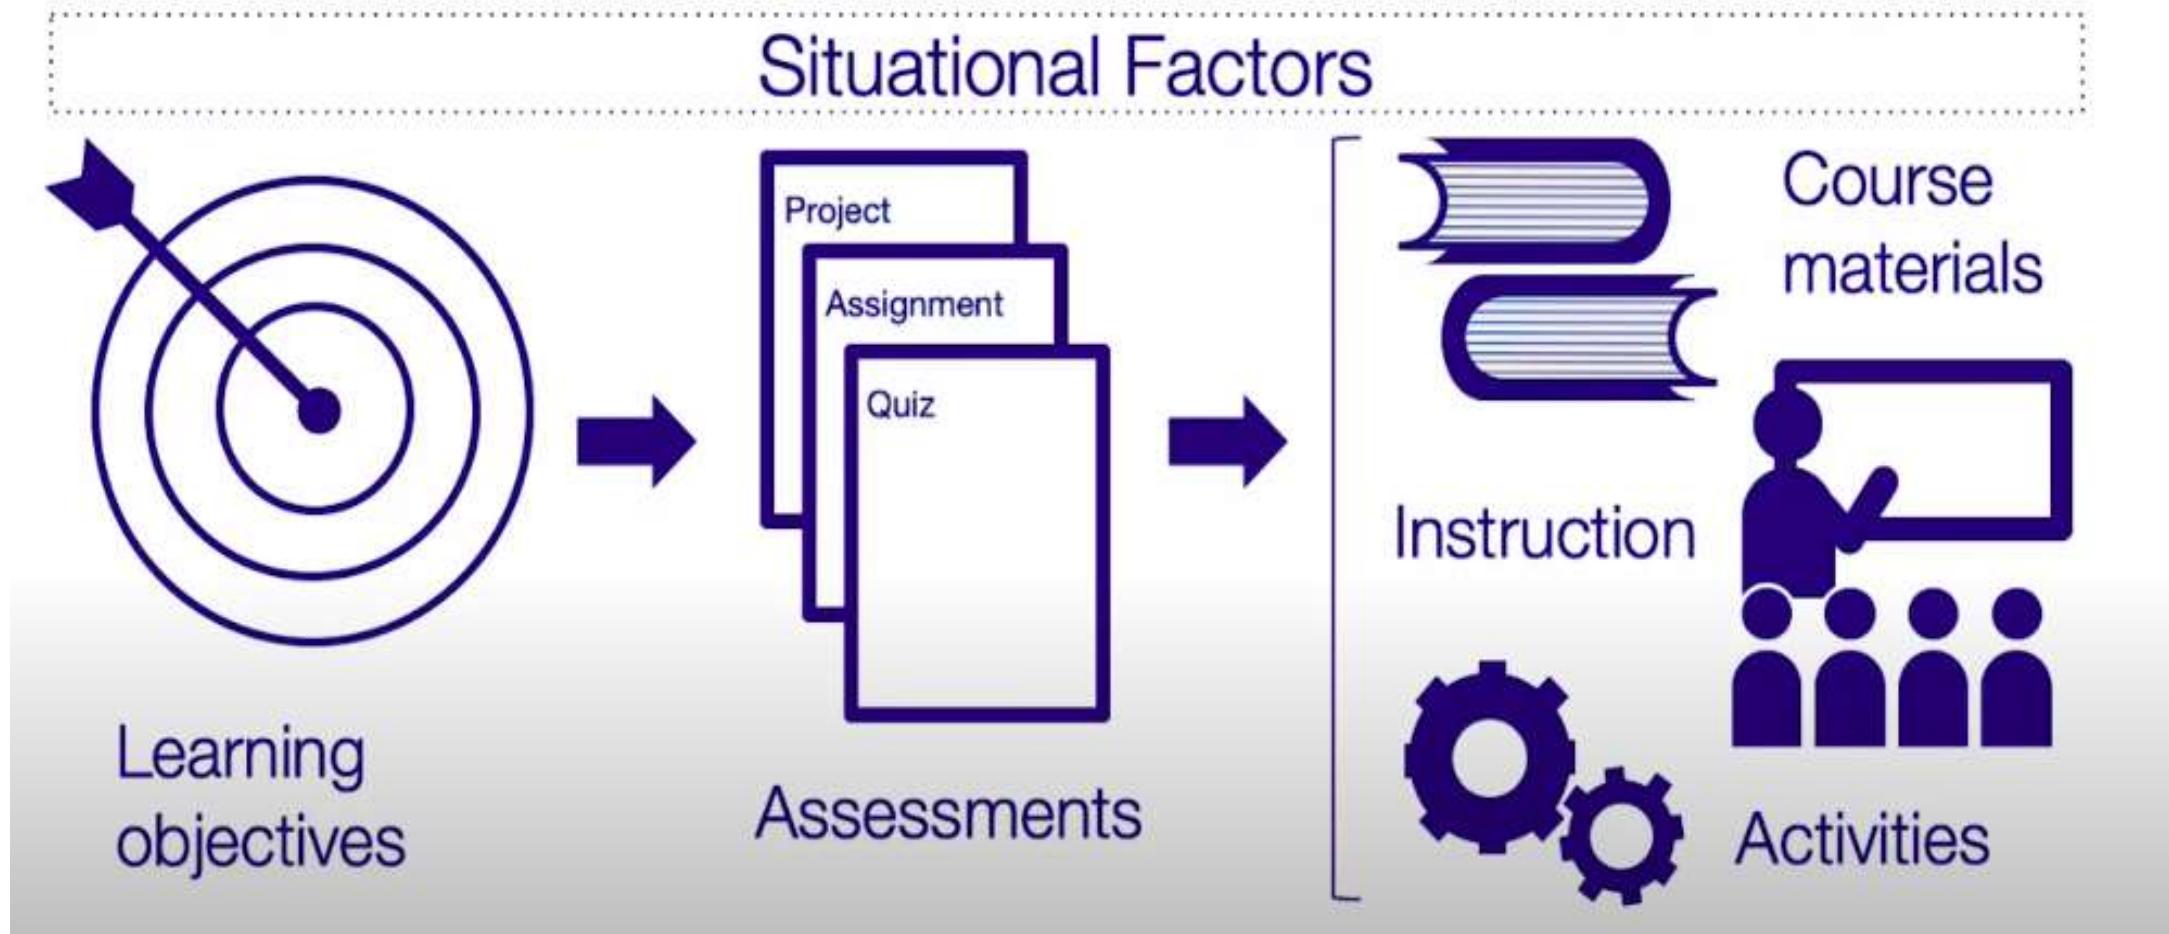 Situational Factors
Learning
objectives
Project
Assignment
Quiz
Assessments
Course
materials
Instruction
Activities